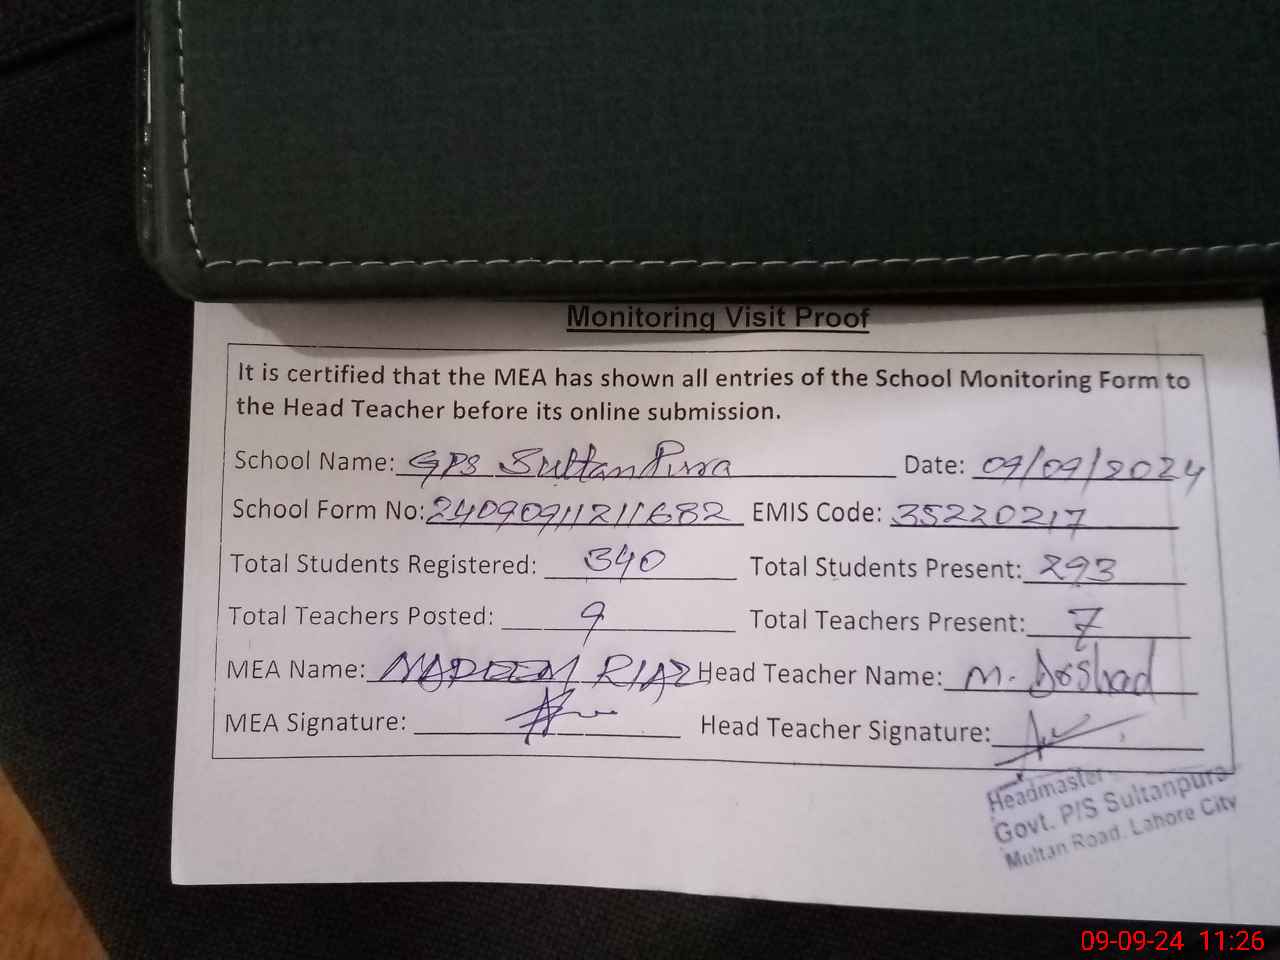 Monitoring Visit Proof
It is certified that the MEA has shown all entries of the School Monitoring Form to
the Head Teacher before its online submission.
School Name: GPS Sultan Pura Date: 09/09/2024
School Form No: 24090911211682 EMIS Code: 35220217
Total Students Registered: 340 Total Students Present: 293
Total Teachers Posted: 9 Total Teachers Present: 7
MEA Name: NADEEM RIAZ Head Teacher Name: M.
MEA Signature: Head Teacher Signature:
Headmaster
Govt. P/S Sultanpura
Multan Road, Lahore City
09-09-24 11:26